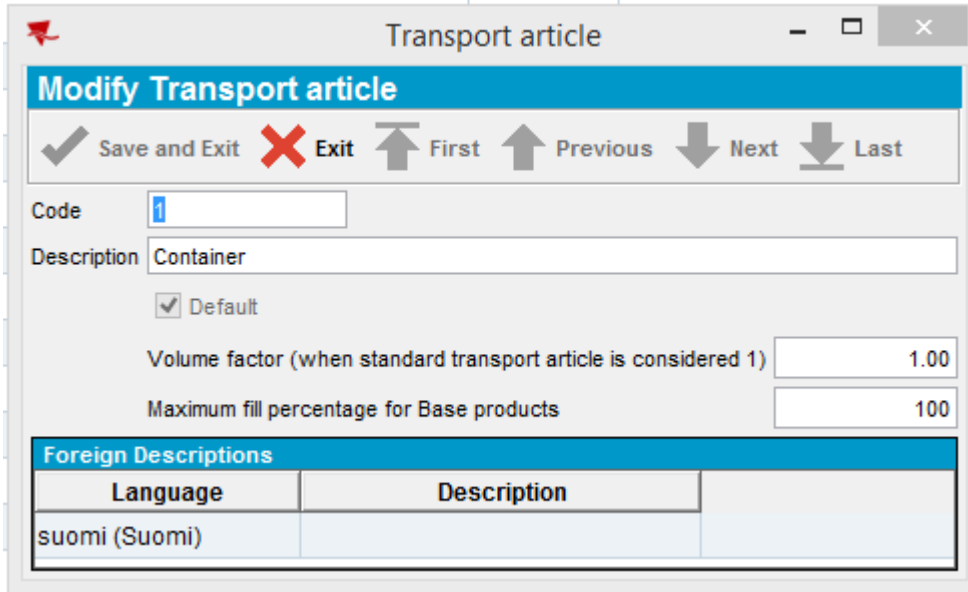 Transport article
Modify Transport article
Save and Exit Exit First Previous Next Last
Code 1
Description Container
Default
Volume factor (when standard transport article is considered 1) 1.00
Maximum fill percentage for Base products 100
Foreign Descriptions
Language Description
suomi (Suomi)